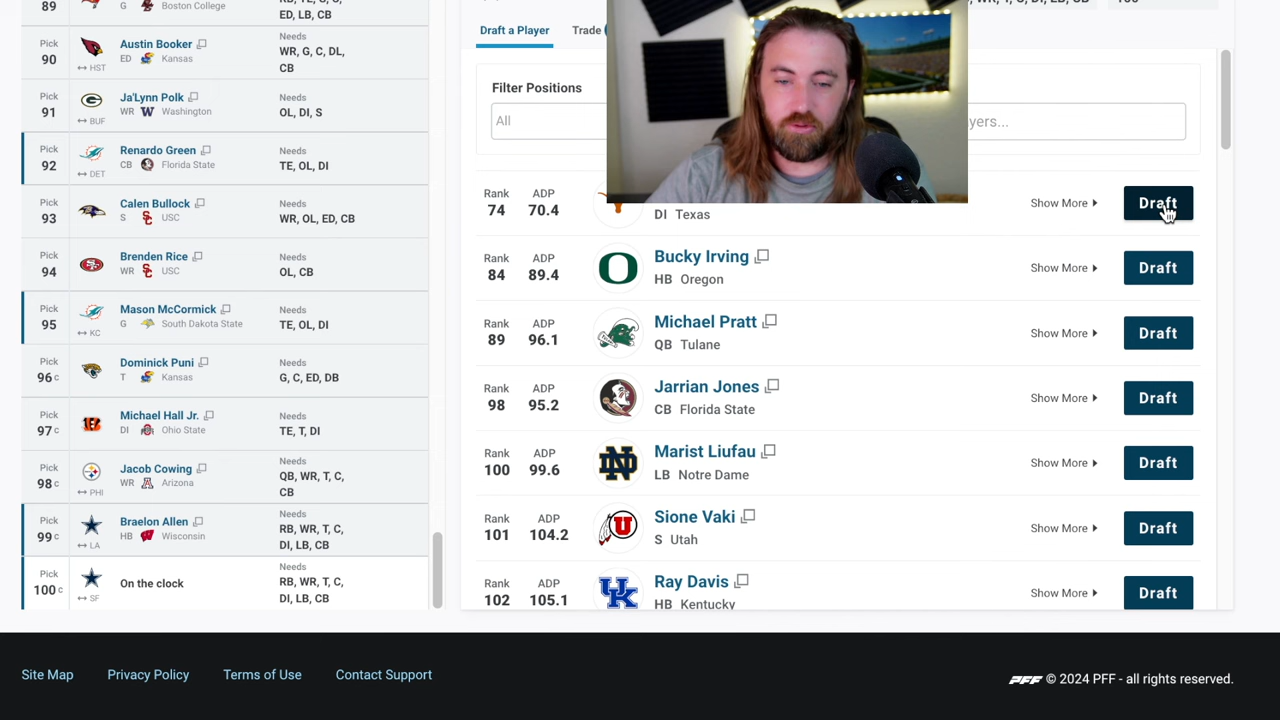 89
G Boston College
ED, LB, CB
Pick 90
HST
Austin Booker
ED Kansas
Needs
WR, G, C, DL,
CB
Pick 91
BUF
Ja'Lynn Polk
WR Washington
Needs
OL, DI, S
Pick 92
DET
Renardo Green
CB Florida State
Needs
TE, OL, DI
Pick 93
Calen Bullock
S USC
Needs
WR, OL, ED, CB
Pick 94
Brenden Rice
WR USC
Needs
OL, CB
Pick 95
KC
Mason McCormick
G South Dakota State
Needs
TE, OL, DI
Pick 96 c
Dominick Puni
T Kansas
Needs
G, C, ED, DB
Pick 97 c
Michael Hall Jr.
DI Ohio State
Needs
TE, T, DI
Pick 98 c
PHI
Jacob Cowing
WR Arizona
Needs
QB, WR, T, C,
CB
Pick 99 c
LA
Braelon Allen
HB Wisconsin
Needs
RB, WR, T, C,
DI, LB, CB
Pick 100 c
SF
On the clock
Needs
RB, WR, T, C,
DI, LB, CB
Draft a Player Trade
Filter Positions
All
yers...
Rank ADP
74 70.4
DI Texas
Show More
Draft
Rank ADP
84 89.4
Bucky Irving
HB Oregon
Show More
Draft
Rank ADP
89 96.1
Michael Pratt
QB Tulane
Show More
Draft
Rank ADP
98 95.2
Jarrian Jones
CB Florida State
Show More
Draft
Rank ADP
100 99.6
Marist Liufau
LB Notre Dame
Show More
Draft
Rank ADP
101 104.2
Sione Vaki
S Utah
Show More
Draft
Rank ADP
102 105.1
Ray Davis
HB Kentucky
Show More
Draft
Site Map Privacy Policy Terms of Use Contact Support
PFF © 2024 PFF - all rights reserved.